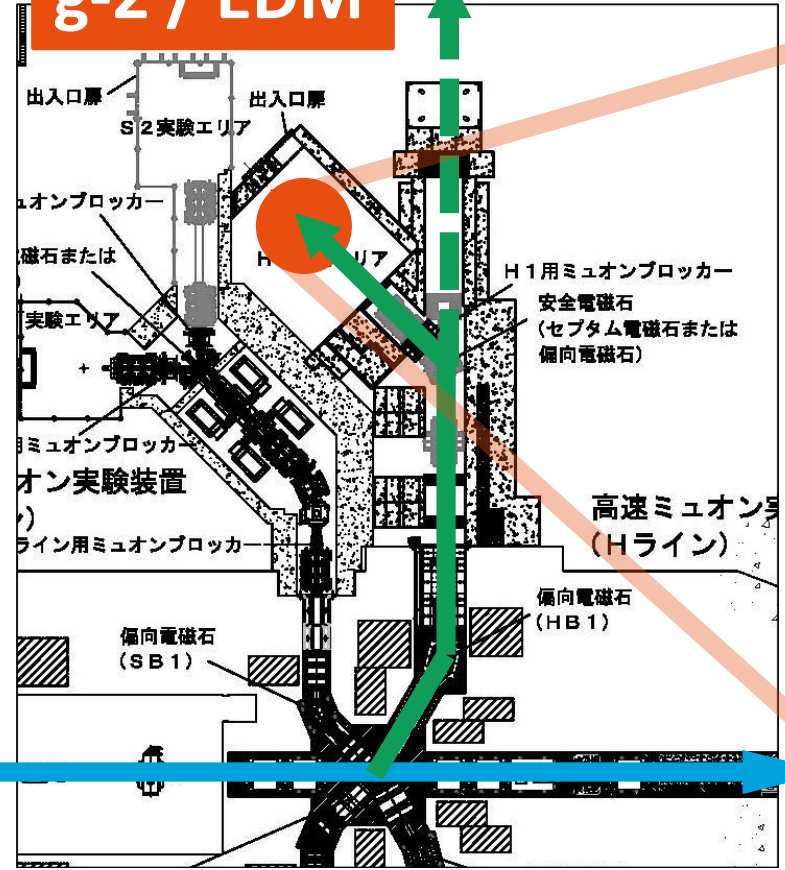 g-2 / EDM
出入口扉
出入口扉
S2実験エリア
ュオンブロッカー
磁石または
H リア
H1用ミュオンブロッカー
安全電磁石
(セプタム電磁石または
偏向電磁石)
実験エリア
用ミュオンブロッカー
オン実験装置
)
ライン用ミュオンブロッカー
高速ミュオン実
(Hライン)
偏向電磁石
(HB1)
偏向電磁石
(SB1)